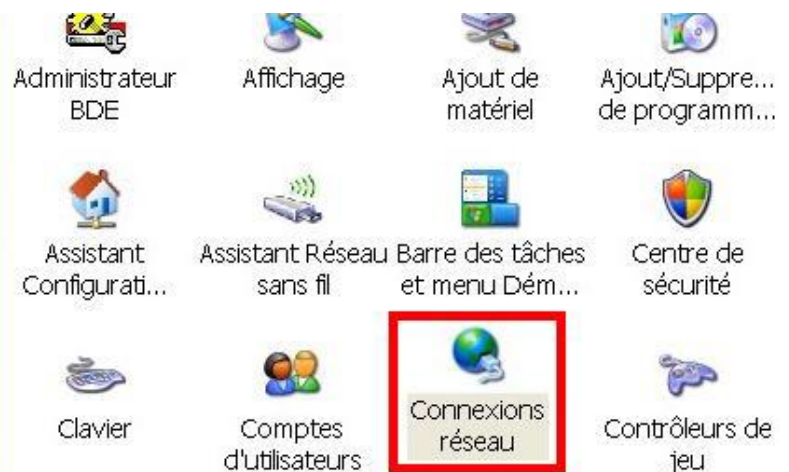 Administrateur
BDE
Affichage
Ajout de
matériel
Ajout/Suppre...
de programm...
Assistant
Configurati...
Assistant Réseau
sans fil
Barre des tâches
et menu Dém...
Centre de
sécurité
Clavier
Comptes
d'utilisateurs
Connexions
réseau
Contrôleurs de
jeu